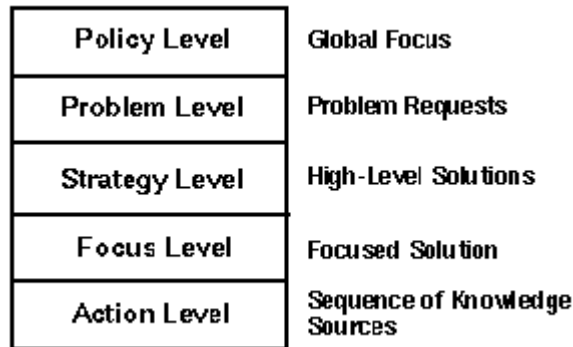 Policy Level Global Focus
Problem Level Problem Requests
Strategy Level High-Level Solutions
Focus Level Focused Solution
Action Level Sequence of Knowledge
Sources